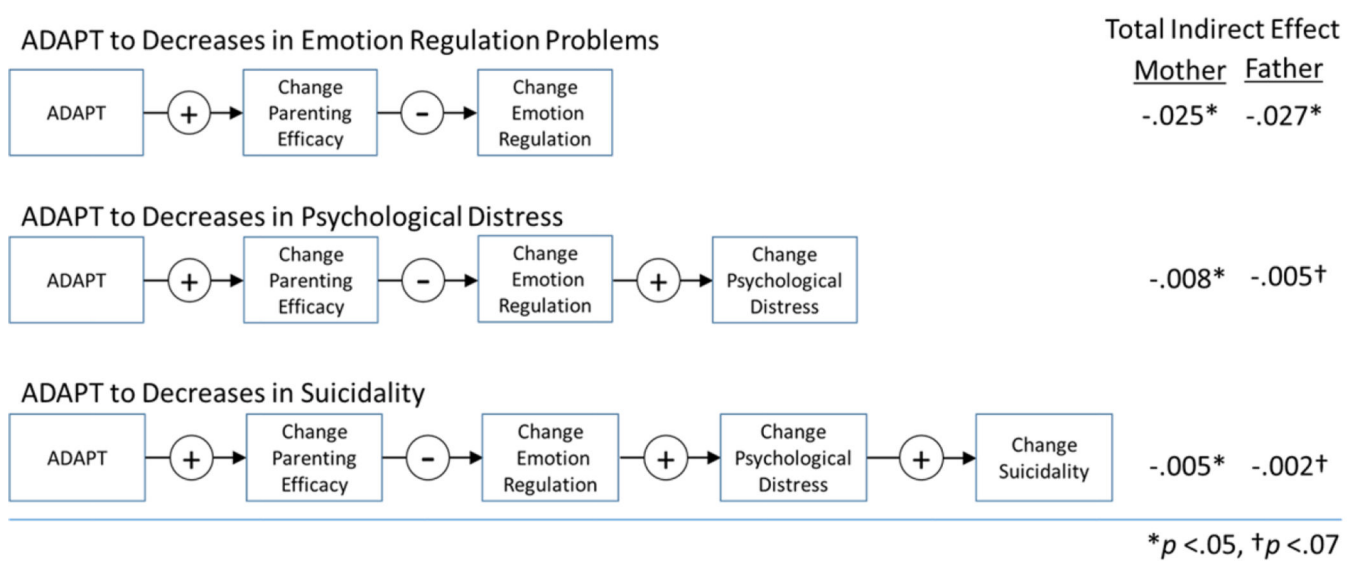 Total Indirect Effect
ADAPT to Decreases in Emotion Regulation Problems
Mother Father
ADAPT
+
Change
Parenting
Efficacy
-
Change
Emotion
Regulation
-.025* -.027*
ADAPT to Decreases in Psychological Distress
ADAPT
+
Change
Parenting
Efficacy
-
Change
Emotion
Regulation
+
Change
Psychological
Distress
-.008* -.005†
ADAPT to Decreases in Suicidality
ADAPT
+
Change
Parenting
Efficacy
-
Change
Emotion
Regulation
+
Change
Psychological
Distress
+
Change
Suicidality
-.005* -.002†
*p <.05, †p <.07